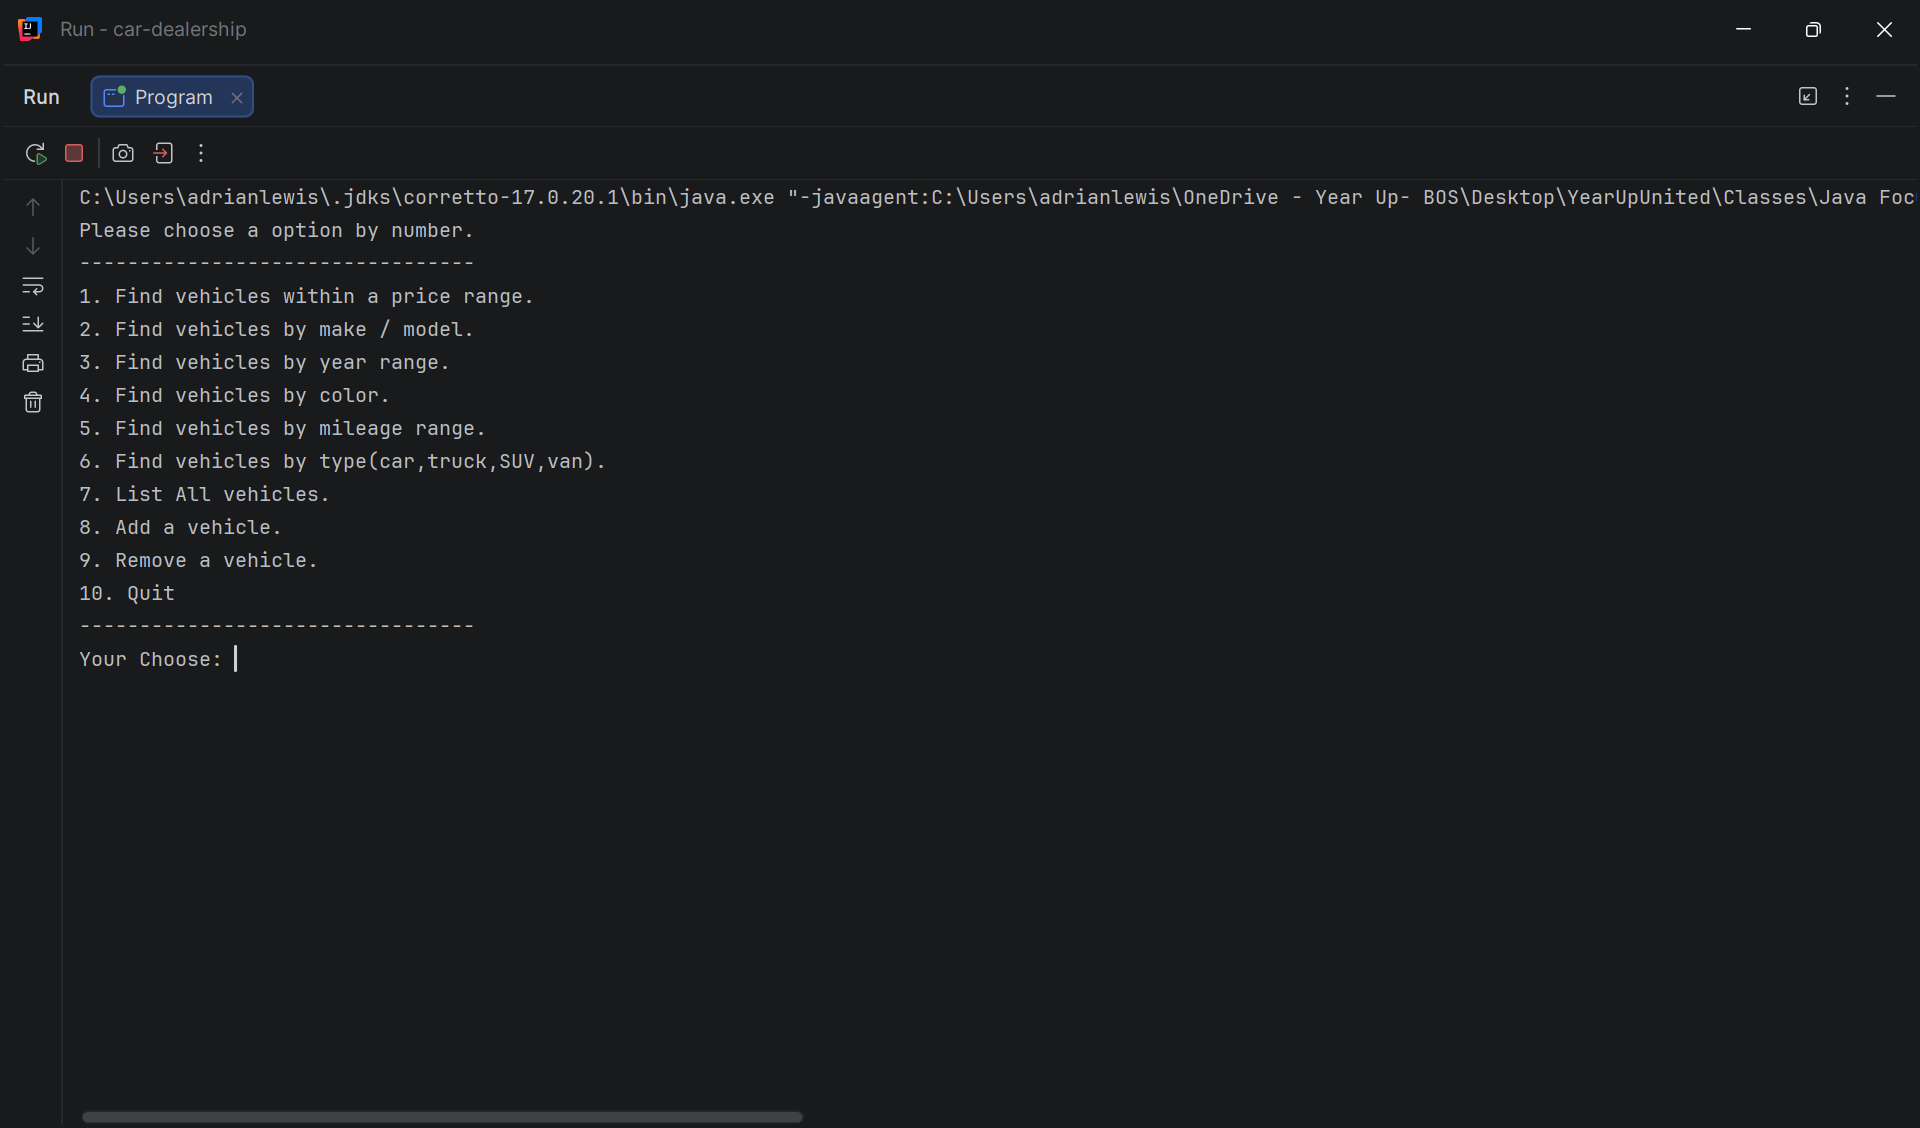 Run - car-dealership
Run
Program
C:\Users\adrianlewis\.jdks\corretto-17.0.20.1\bin\java.exe "-javaagent:C:\Users\adrianlewis\OneDrive - Year Up- BOS\Desktop\YearUpUnited\Classes\Java Foc
Please choose a option by number.
---------------------------------
1. Find vehicles within a price range.
2. Find vehicles by make / model.
3. Find vehicles by year range.
4. Find vehicles by color.
5. Find vehicles by mileage range.
6. Find vehicles by type(car,truck,SUV,van).
7. List All vehicles.
8. Add a vehicle.
9. Remove a vehicle.
10. Quit
---------------------------------
Your Choose: